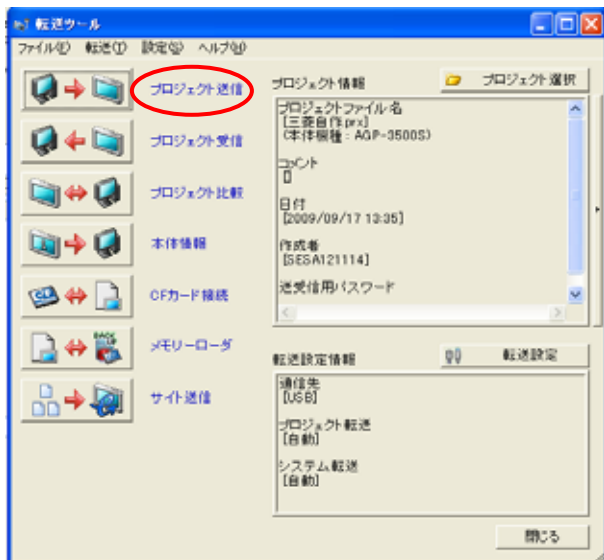 転送ツール
ファイル(F) 転送(T) 設定(S) ヘルプ(H)
プロジェクト送信
プロジェクト受信
プロジェクト比較
本体情報
CFカード接続
メモリーローダ
サイト送信
プロジェクト情報
プロジェクト選択
プロジェクトファイル名
[三菱自作.prx]
(本体機種：AGP-3500S)
コメント
[]
日付
[2009/09/17 13:35]
作成者
[SESA121114]
送受信用パスワード
転送設定情報
転送設定
通信先
[USB]
プロジェクト転送
[自動]
システム転送
[自動]
閉じる